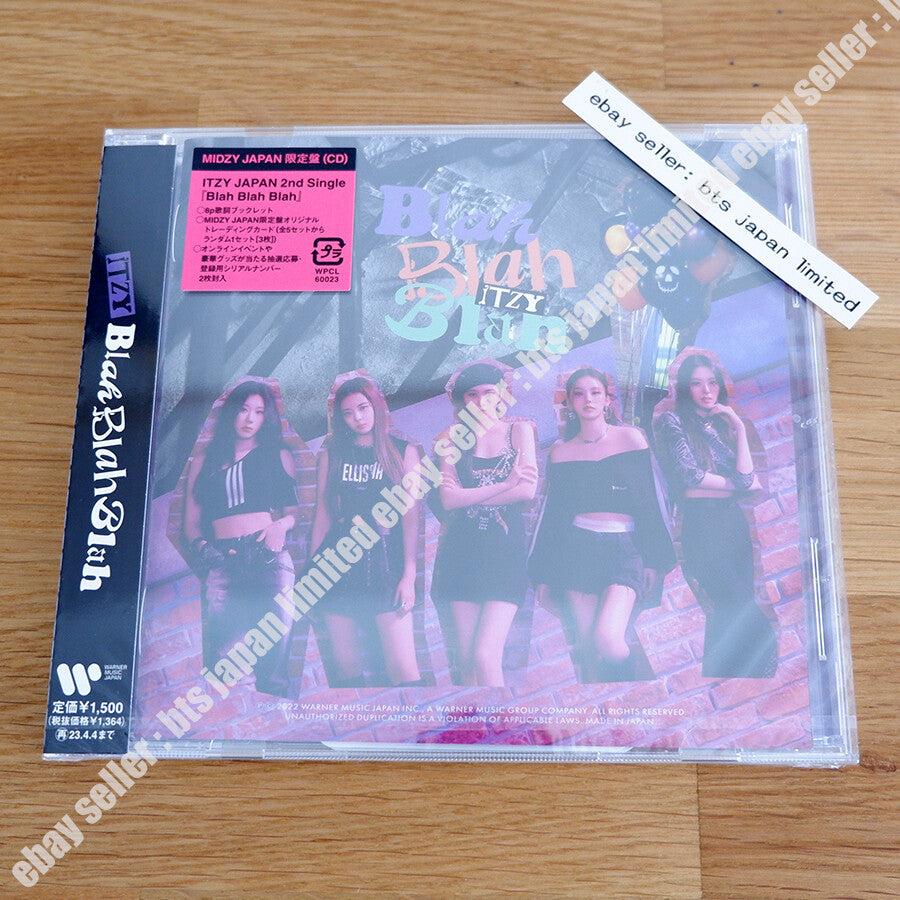 MIDZY JAPAN 限定盤 (CD)
ITZY JAPAN 2nd Single
『Blah Blah Blah』
○8p歌詞ブックレット
○MIDZY JAPAN限定盤オリジナル
トレーディングカード(全5セットから
ランダム1セット[3枚])
○オンラインイベントや
豪華グッズが当たる抽選応募・
登録用シリアルナンバー
2枚封入
プラ
WPCL
60023
Blah
Blah
ITZY
Blah
ELLISTIA
ebay seller: bts japan limited
ITZY
Blah Blah Blah
WARNER
MUSIC
JAPAN
定価¥1,500
(税抜価格¥1,364)
再 23.4.4まで
℗© 2022 WARNER MUSIC JAPAN INC., A WARNER MUSIC GROUP COMPANY. ALL RIGHTS RESERVED.
UNAUTHORIZED DUPLICATION IS A VIOLATION OF APPLICABLE LAWS. MADE IN JAPAN
ebay seller : bts japan limited ebay seller : bts japan limited ebay seller :